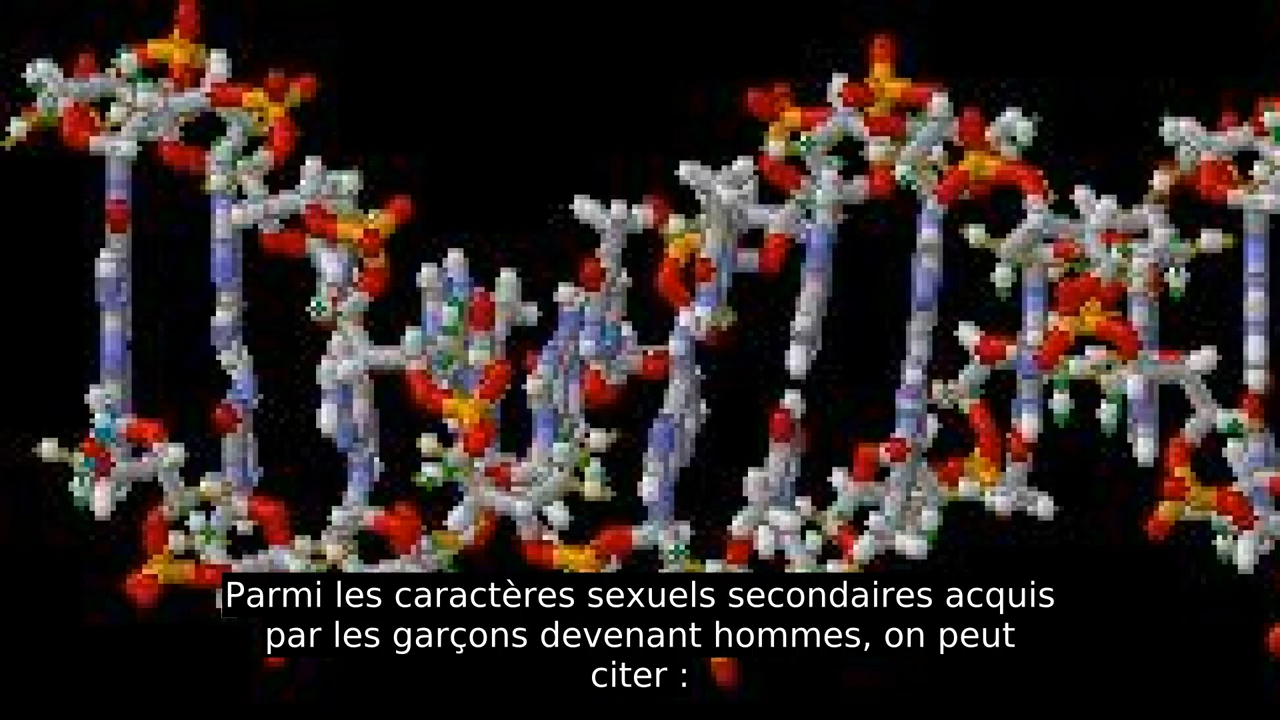 Parmi les caractères sexuels secondaires acquis
par les garçons devenant hommes, on peut
citer :